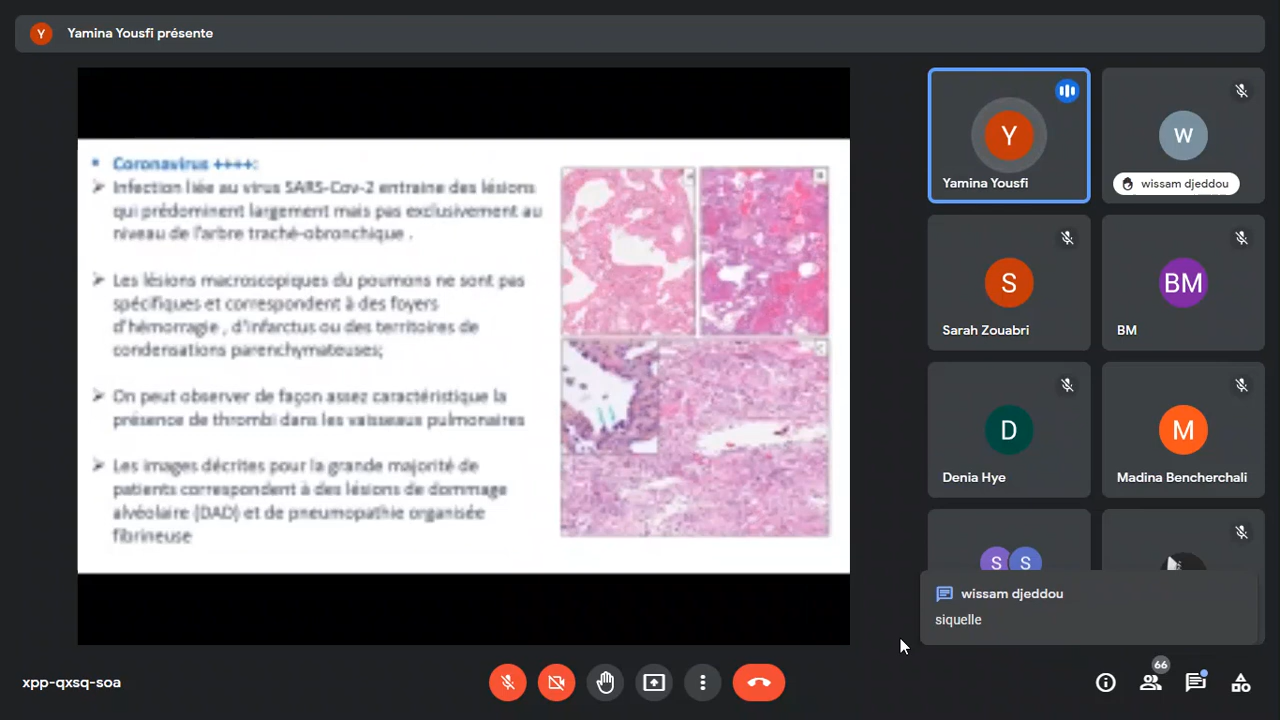 Y
Yamina Yousfi présente
Coronavirus ++++:
Infection liée au virus SARS-Cov-2 entraine des lésions
qui prédominent largement mais pas exclusivement au
niveau de l'arbre traché-obronchique .
Les lésions macroscopiques du poumons ne sont pas
spécifiques et correspondent à des foyers
d'hémorragie , d'infarctus ou des territoires de
condensations parenchymateuses;
On peut observer de façon assez caractéristique la
présence de thrombi dans les vaisseaux pulmonaires
Les images décrites pour la grande majorité de
patients correspondent à des lésions de dommage
alvéolaire (DAD) et de pneumopathie organisée
fibrineuse
Y
Yamina Yousfi
W
wissam djeddou
S
Sarah Zouabri
BM
BM
D
Denia Hye
M
Madina Bencherchali
S S
wissam djeddou
siquelle
xpp-qxsq-soa
66